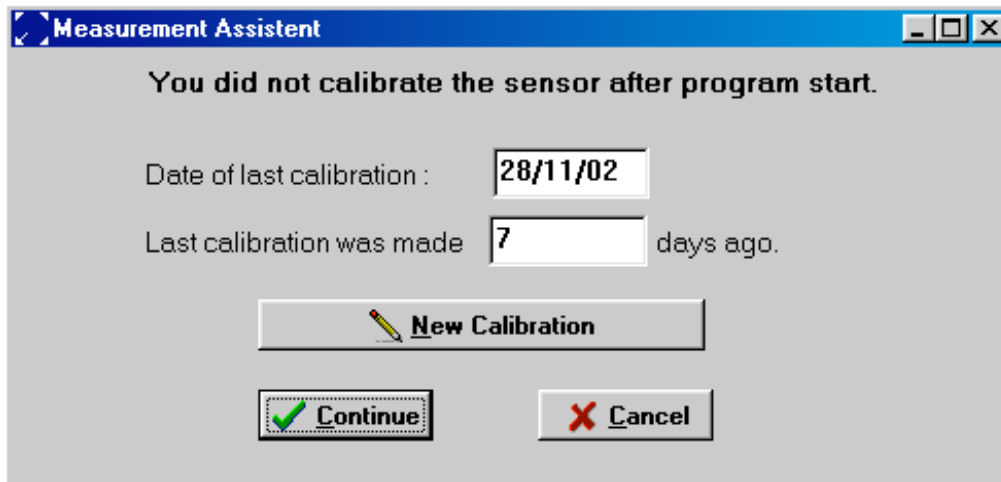 Measurement Assistent
You did not calibrate the sensor after program start.
Date of last calibration : 28/11/02
Last calibration was made 7 days ago.
New Calibration
Continue Cancel